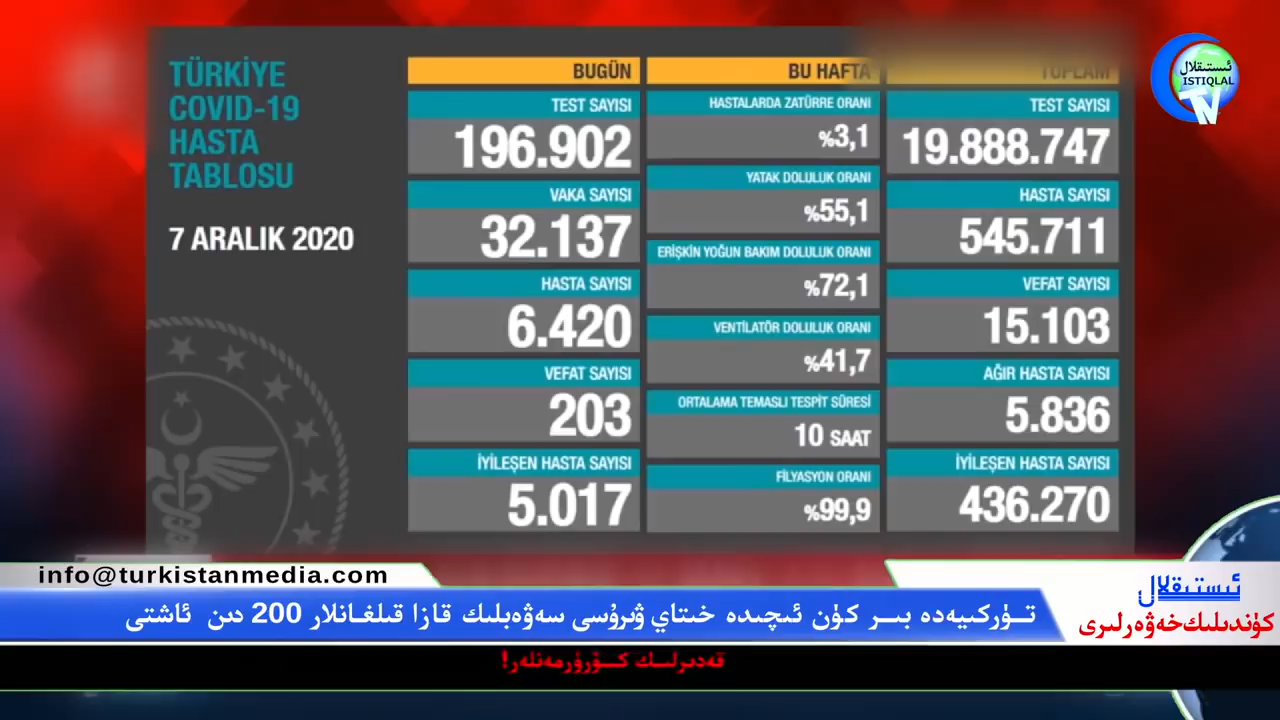 TÜRKİYE
COVID-19
HASTA
TABLOSU
7 ARALIK 2020
BUGÜN
TEST SAYISI
196.902
VAKA SAYISI
32.137
HASTA SAYISI
6.420
VEFAT SAYISI
203
İYİLEŞEN HASTA SAYISI
5.017
BU HAFTA
HASTALARDA ZATÜRRE ORANI
%3,1
YATAK DOLULUK ORANI
%55,1
ERİŞKİN YOĞUN BAKIM DOLULUK ORANI
%72,1
VENTİLATÖR DOLULUK ORANI
%41,7
ORTALAMA TEMASLI TESPİT SÜRESİ
10 SAAT
FİLYASYON ORANI
%99,9
TOPLAM
TEST SAYISI
19.888.747
HASTA SAYISI
545.711
VEFAT SAYISI
15.103
AĞIR HASTA SAYISI
5.836
İYİLEŞEN HASTA SAYISI
436.270
ئىستىقلال
ISTIQLAL
TV
info@turkistanmedia.com
ئىستىقلال
كۈندىلىك خەۋەرلىرى
تۈركىيەدە بىر كۈن ئىچىدە خىتاي ۋىرۇسى سەۋەبلىك قازا قىلغانلار 200 دىن ئاشتى
قەدىرلىك كۆرۈرمەنلەر!